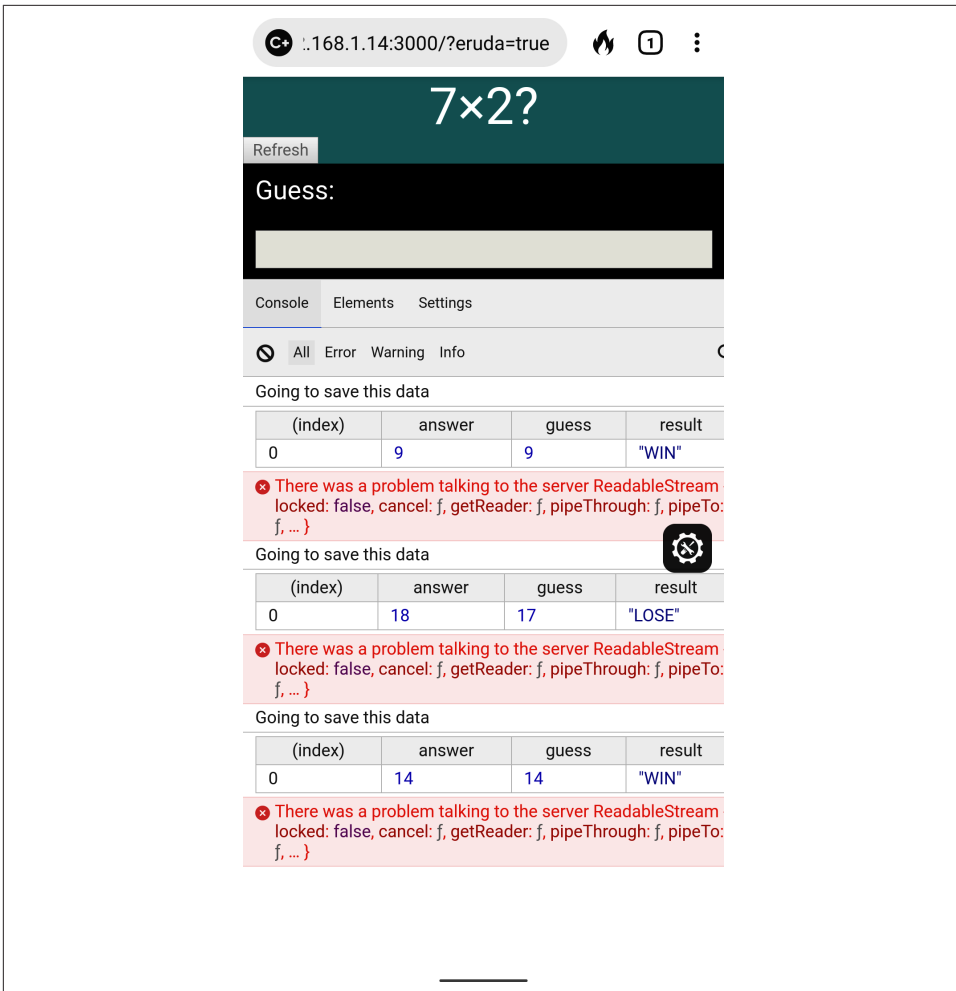 C+ .168.1.14:3000/?eruda=true 1
7×2?
Refresh
Guess:
Console Elements Settings
All Error Warning Info
Going to save this data
(index) answer guess result
0 9 9 "WIN"
There was a problem talking to the server ReadableStream
locked: false, cancel: ƒ, getReader: ƒ, pipeThrough: ƒ, pipeTo:
ƒ, … }
Going to save this data
(index) answer guess result
0 18 17 "LOSE"
There was a problem talking to the server ReadableStream
locked: false, cancel: ƒ, getReader: ƒ, pipeThrough: ƒ, pipeTo:
ƒ, … }
Going to save this data
(index) answer guess result
0 14 14 "WIN"
There was a problem talking to the server ReadableStream
locked: false, cancel: ƒ, getReader: ƒ, pipeThrough: ƒ, pipeTo:
ƒ, … }